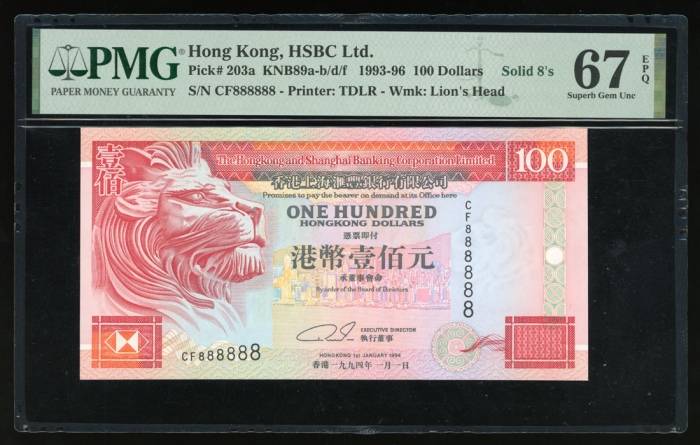 PMG
PAPER MONEY GUARANTY
Hong Kong, HSBC Ltd.
Pick# 203a KNB89a-b/d/f 1993-96 100 Dollars Solid 8's
S/N CF888888 - Printer: TDLR - Wmk: Lion's Head
67 EPQ
Superb Gem Unc
壹佰
The Hongkong and Shanghai Banking Corporation Limited
100
香港上海滙豐銀行有限公司
Promises to pay the bearer on demand at its Office here
ONE HUNDRED
HONGKONG DOLLARS
憑票即付
港幣壹佰元
承董事會命
By order of the Board of Directors
CF888888
EXECUTIVE DIRECTOR
執行董事
CF888888
HONGKONG 1st JANUARY 1994
香港一九九四年一月一日